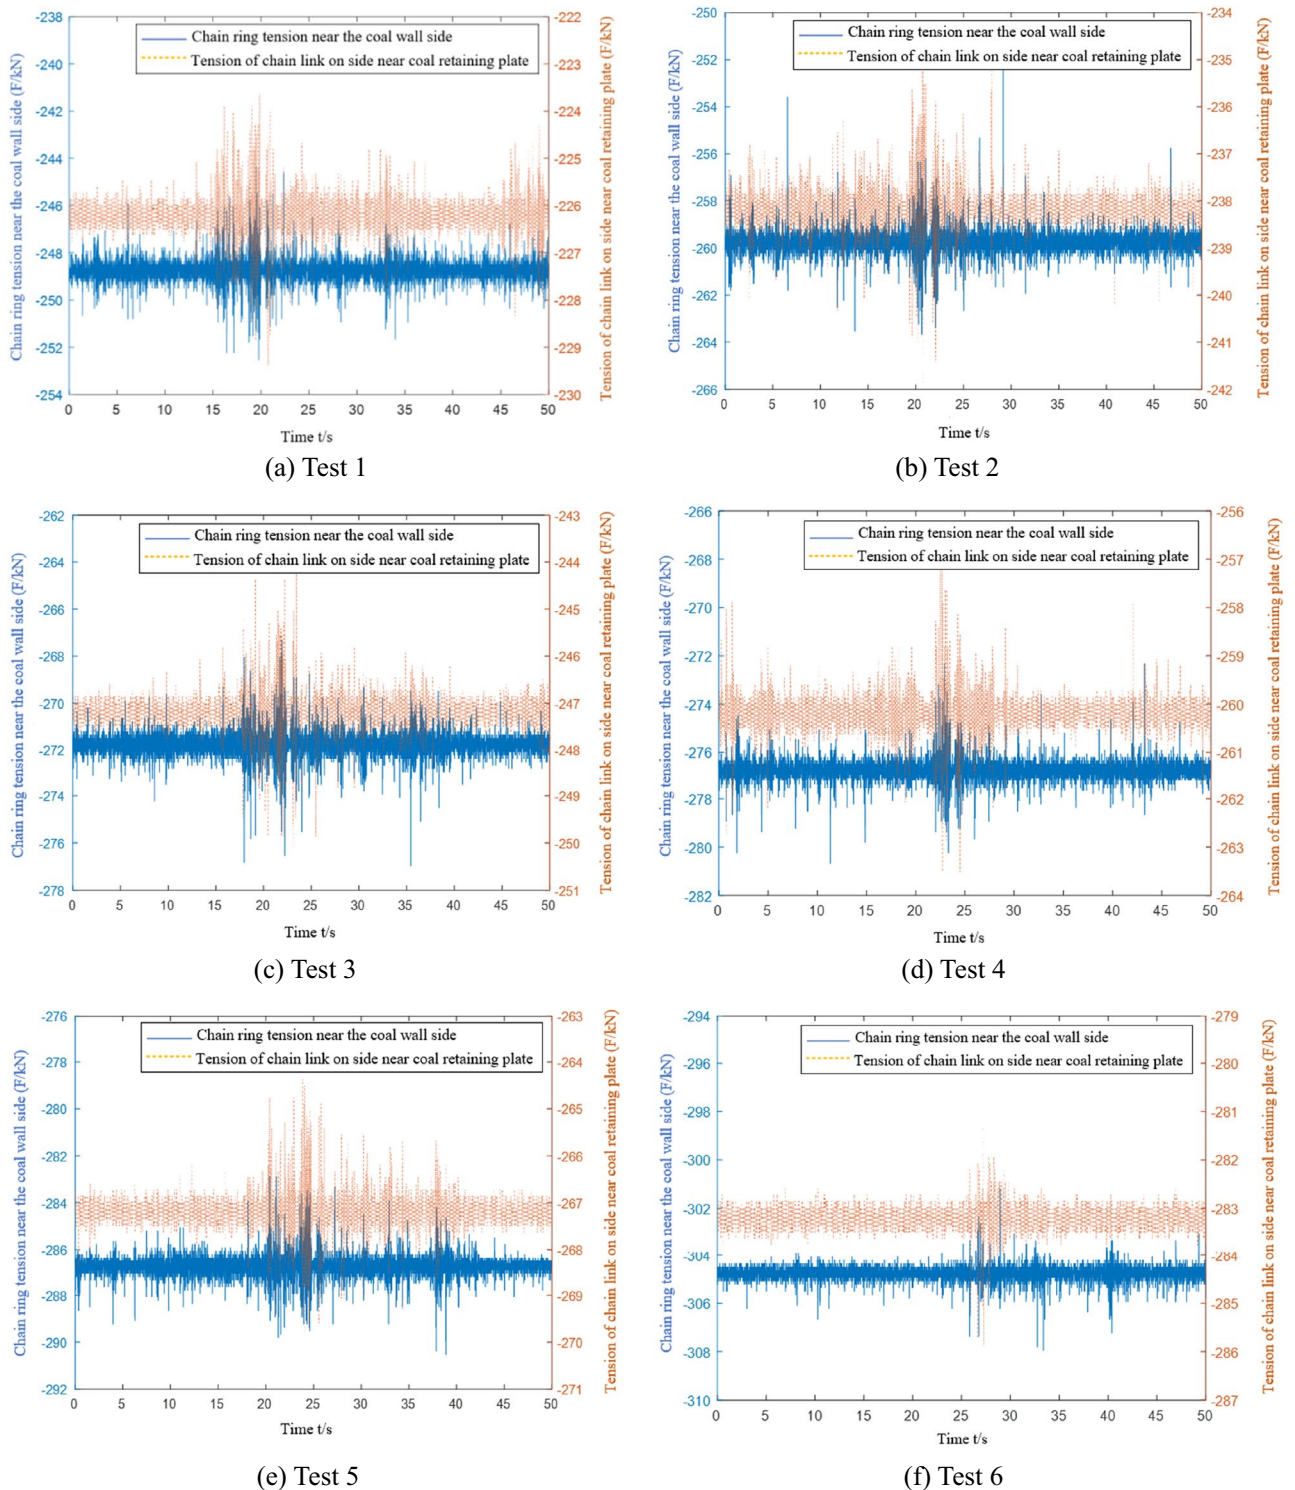 Chain ring tension near the coal wall side (F/kN)
-238
-240
-242
-244
-246
-248
-250
-252
-254
Chain ring tension near the coal wall side
Tension of chain link on side near coal retaining plate
-222
-223
-224
-225
-226
-227
-228
-229
-230
Tension of chain link on side near coal retaining plate (F/kN)
0 5 10 15 20 25 30 35 40 45 50
Time t/s
(a) Test 1
Chain ring tension near the coal wall side (F/kN)
-250
-252
-254
-256
-258
-260
-262
-264
-266
Chain ring tension near the coal wall side
Tension of chain link on side near coal retaining plate
-234
-235
-236
-237
-238
-239
-240
-241
-242
Tension of chain link on side near coal retaining plate (F/kN)
0 5 10 15 20 25 30 35 40 45 50
Time t/s
(b) Test 2
Chain ring tension near the coal wall side (F/kN)
-262
-264
-266
-268
-270
-272
-274
-276
-278
Chain ring tension near the coal wall side
Tension of chain link on side near coal retaining plate
-243
-244
-245
-246
-247
-248
-249
-250
-251
Tension of chain link on side near coal retaining plate (F/kN)
0 5 10 15 20 25 30 35 40 45 50
Time t/s
(c) Test 3
Chain ring tension near the coal wall side (F/kN)
-266
-268
-270
-272
-274
-276
-278
-280
-282
Chain ring tension near the coal wall side
Tension of chain link on side near coal retaining plate
-256
-257
-258
-259
-260
-261
-262
-263
-264
Tension of chain link on side near coal retaining plate (F/kN)
0 5 10 15 20 25 30 35 40 45 50
Time t/s
(d) Test 4
Chain ring tension near the coal wall side (F/kN)
-276
-278
-280
-282
-284
-286
-288
-290
-292
Chain ring tension near the coal wall side
Tension of chain link on side near coal retaining plate
-263
-264
-265
-266
-267
-268
-269
-270
-271
Tension of chain link on side near coal retaining plate (F/kN)
0 5 10 15 20 25 30 35 40 45 50
Time t/s
(e) Test 5
Chain ring tension near the coal wall side (F/kN)
-294
-296
-298
-300
-302
-304
-306
-308
-310
Chain ring tension near the coal wall side
Tension of chain link on side near coal retaining plate
-279
-280
-281
-282
-283
-284
-285
-286
-287
Tension of chain link on side near coal retaining plate (F/kN)
0 5 10 15 20 25 30 35 40 45 50
Time t/s
(f) Test 6